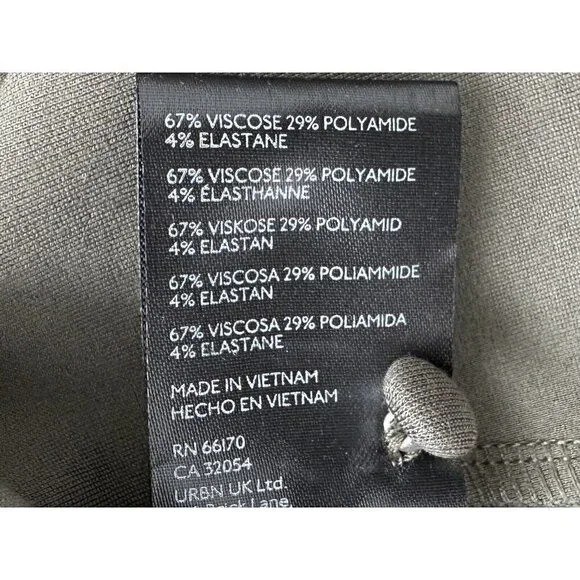 67% VISCOSE 29% POLYAMIDE
4% ELASTANE
67% VISCOSE 29% POLYAMIDE
4% ÉLASTHANNE
67% VISKOSE 29% POLYAMID
4% ELASTAN
67% VISCOSA 29% POLIAMMIDE
4% ELASTAN
67% VISCOSA 29% POLIAMIDA
4% ELASTANE
MADE IN VIETNAM
HECHO EN VIETNAM
RN 66170
CA 32054
URBN UK Ltd.
Brick Lane,